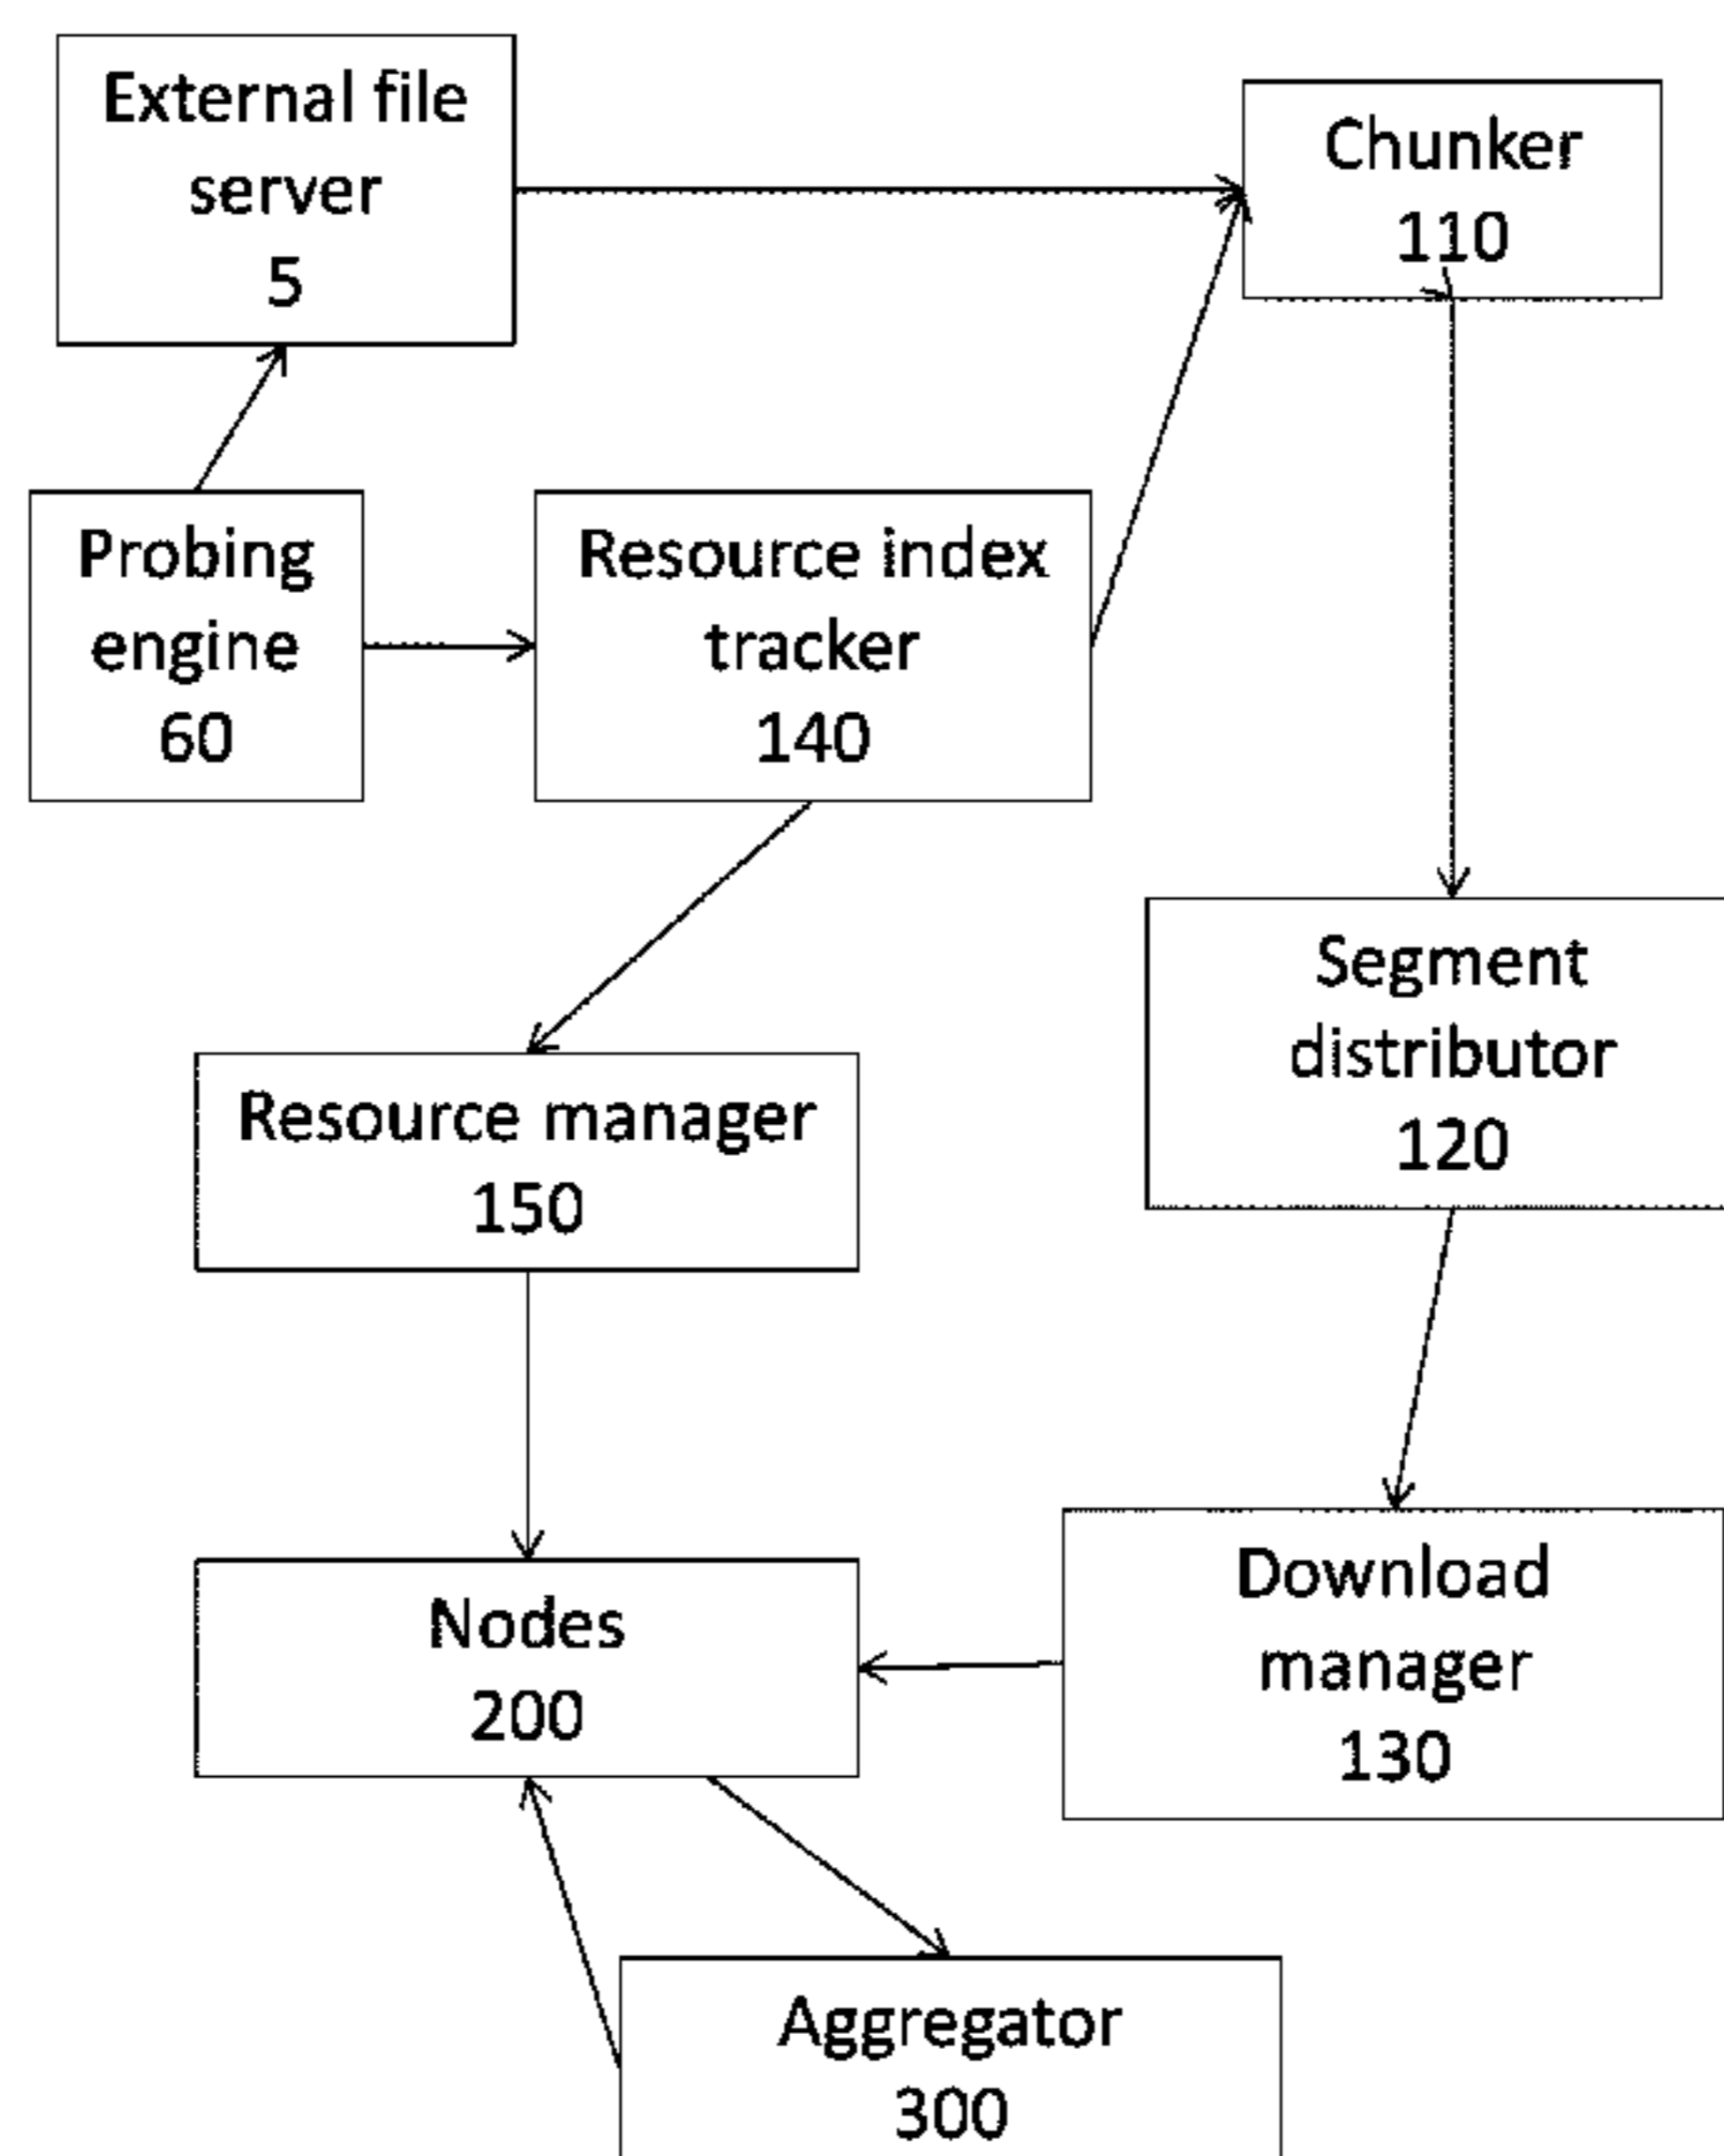 External file
server
5
Chunker
110
Probing
engine
60
Resource index
tracker
140
Segment
distributor
120
Resource manager
150
Nodes
200
Download
manager
130
Aggregator
300